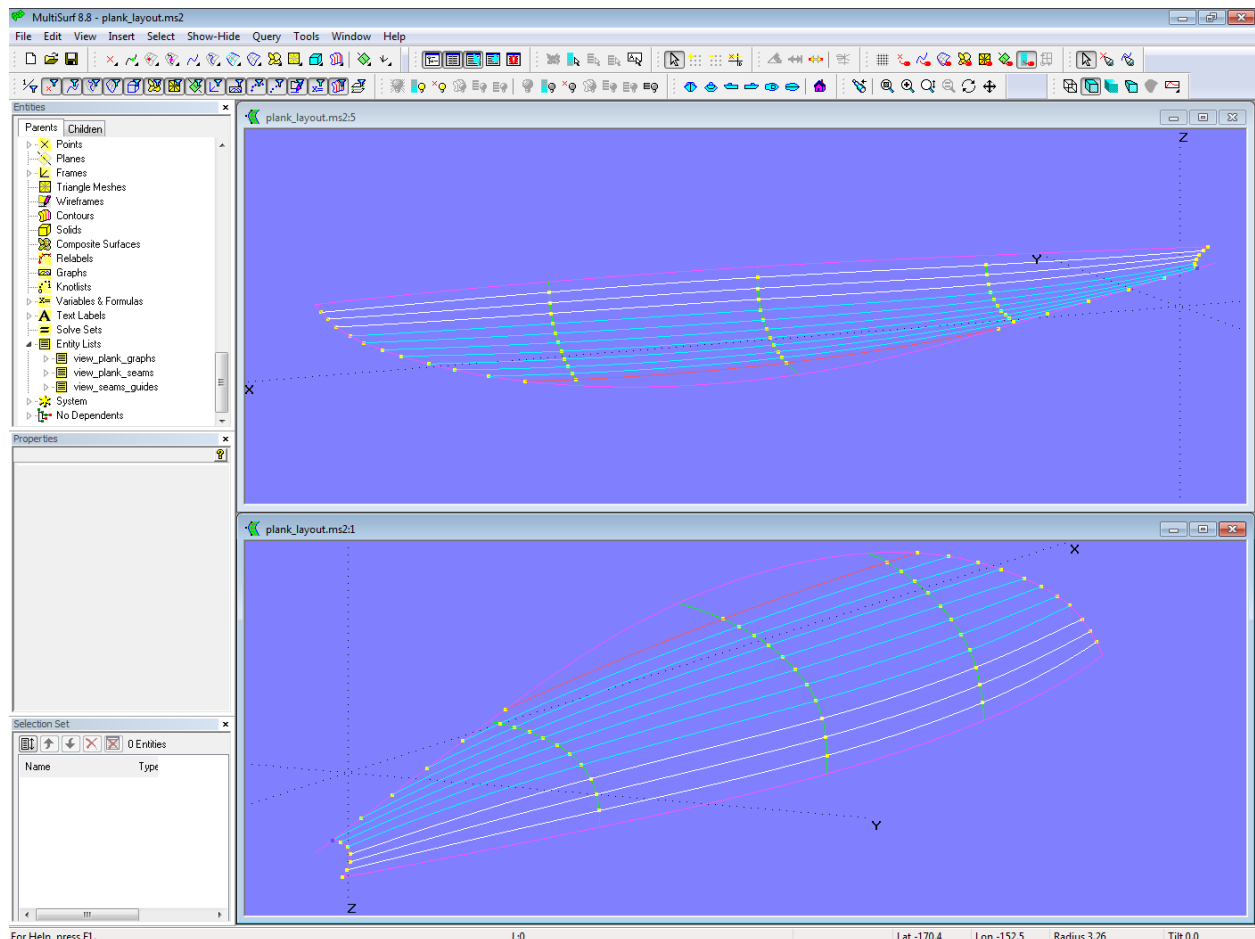 MultiSurf 8.8 - plank_layout.ms2
File Edit View Insert Select Show-Hide Query Tools Window Help
Entities
Parents Children
Points
Planes
Frames
Triangle Meshes
Wireframes
Contours
Solids
Composite Surfaces
Relabels
Graphs
Knotlists
Variables & Formulas
Text Labels
Solve Sets
Entity Lists
view_plank_graphs
view_plank_seams
view_seams_guides
System
No Dependents
Properties
Selection Set
0 Entities
Name Type
plank_layout.ms2:5
Z
Y
X
plank_layout.ms2:1
X
Y
Z
For Help, press F1. L:0 Lat -170.4 Lon -152.5 Radius 3.26 Tilt 0.0